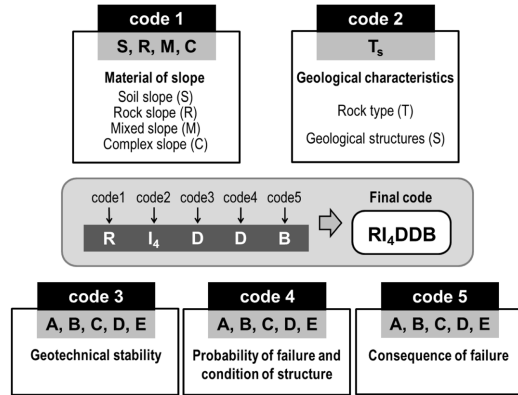 code 1
S, R, M, C
Material of slope
Soil slope (S)
Rock slope (R)
Mixed slope (M)
Complex slope (C)
code 2
Ts
Geological characteristics
Rock type (T)
Geological structures (S)
code1 code2 code3 code4 code5
R I4 D D B
Final code
RI4DDB
code 3
A, B, C, D, E
Geotechnical stability
code 4
A, B, C, D, E
Probability of failure and
condition of structure
code 5
A, B, C, D, E
Consequence of failure